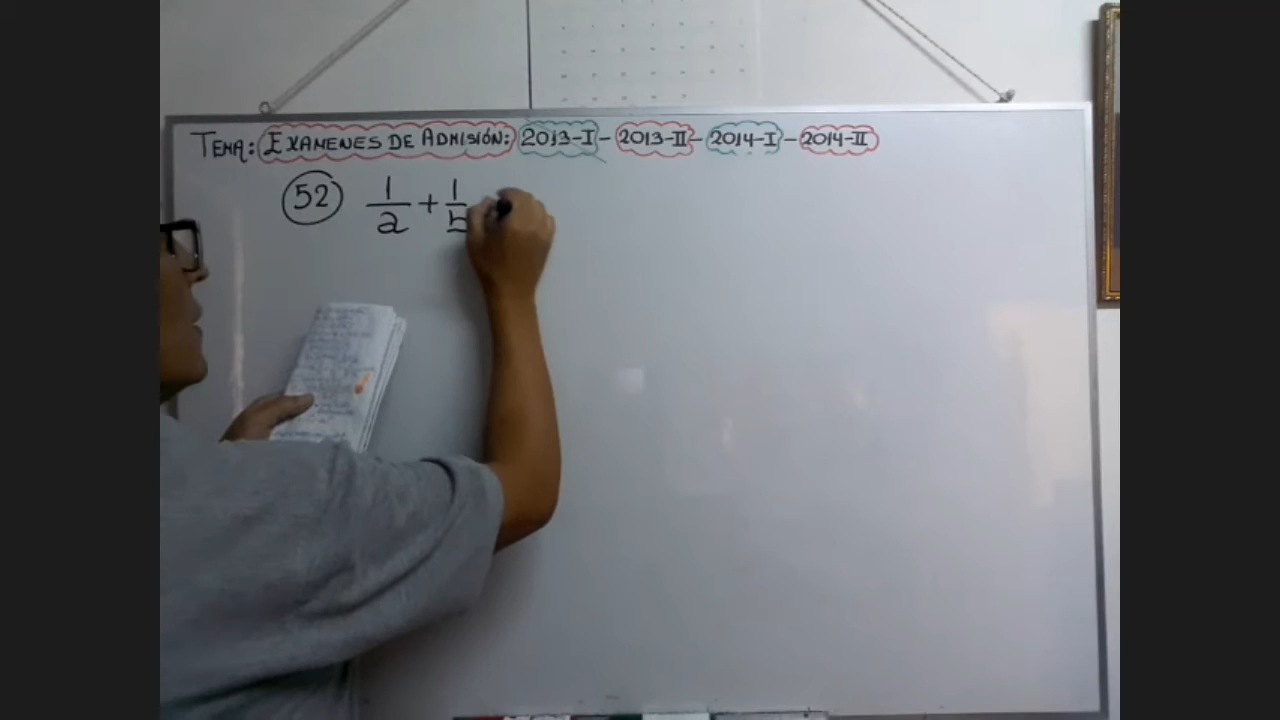 TEMA: EXAMENES DE ADMISIÓN: 2013-I - 2013-II - 2014-I - 2014-II
52 1/a + 1/b